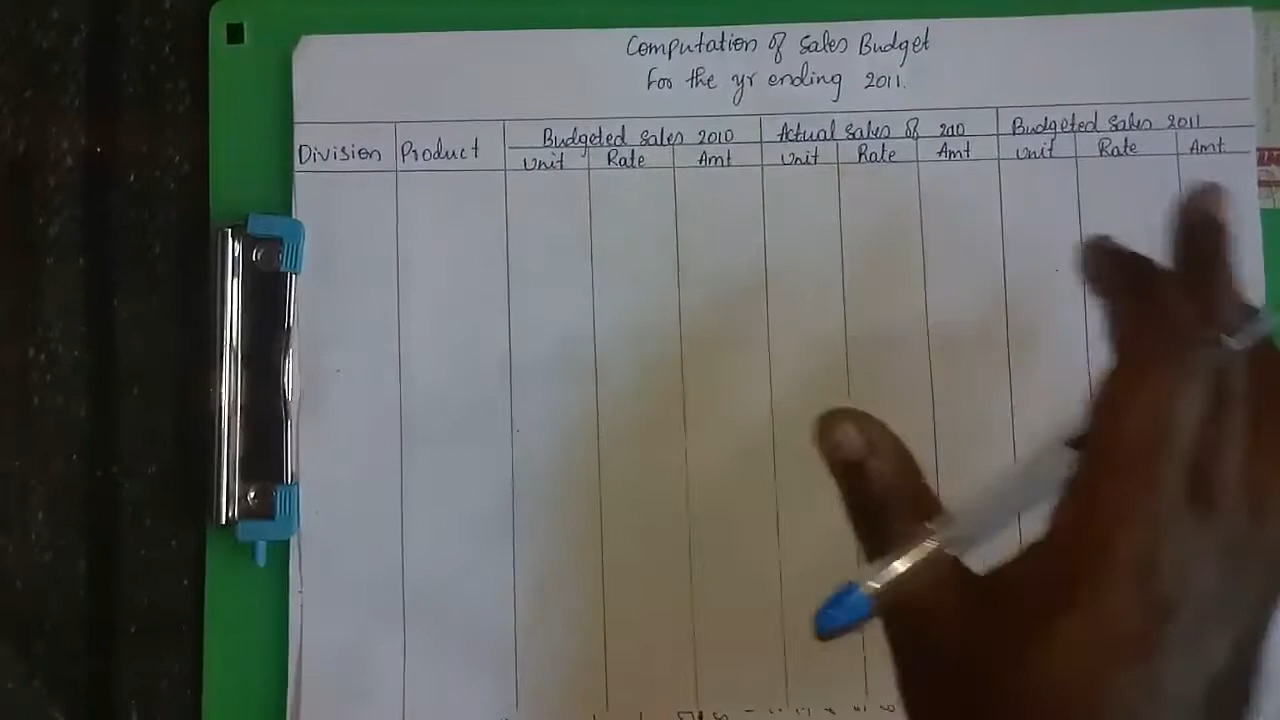 Computation of Sales Budget
For the yr ending 2011.
Division Product Budgeted Sales 2010 Actual Sales of 2010 Budgeted Sales 2011
Unit Rate Amt Unit Rate Amt Unit Rate Amt